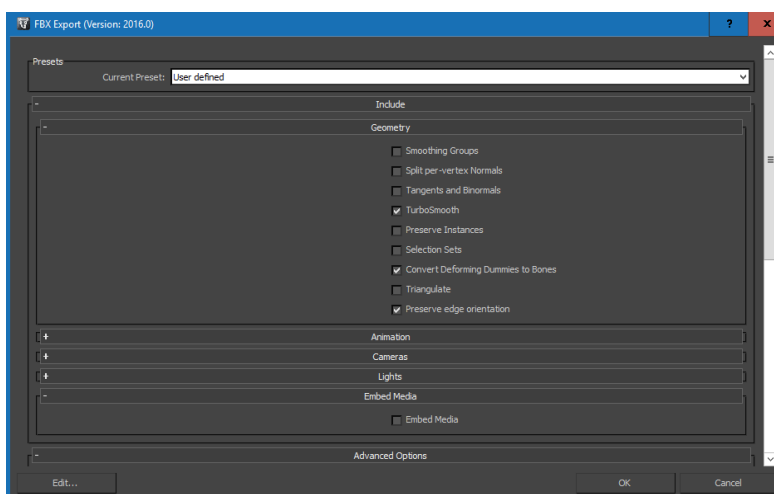 FBX Export (Version: 2016.0)
?
x
Presets
Current Preset: User defined
- Include
- Geometry
Smoothing Groups
Split per-vertex Normals
Tangents and Binormals
TurboSmooth
Preserve Instances
Selection Sets
Convert Deforming Dummies to Bones
Triangulate
Preserve edge orientation
+ Animation
+ Cameras
+ Lights
- Embed Media
Embed Media
- Advanced Options
Edit... OK Cancel